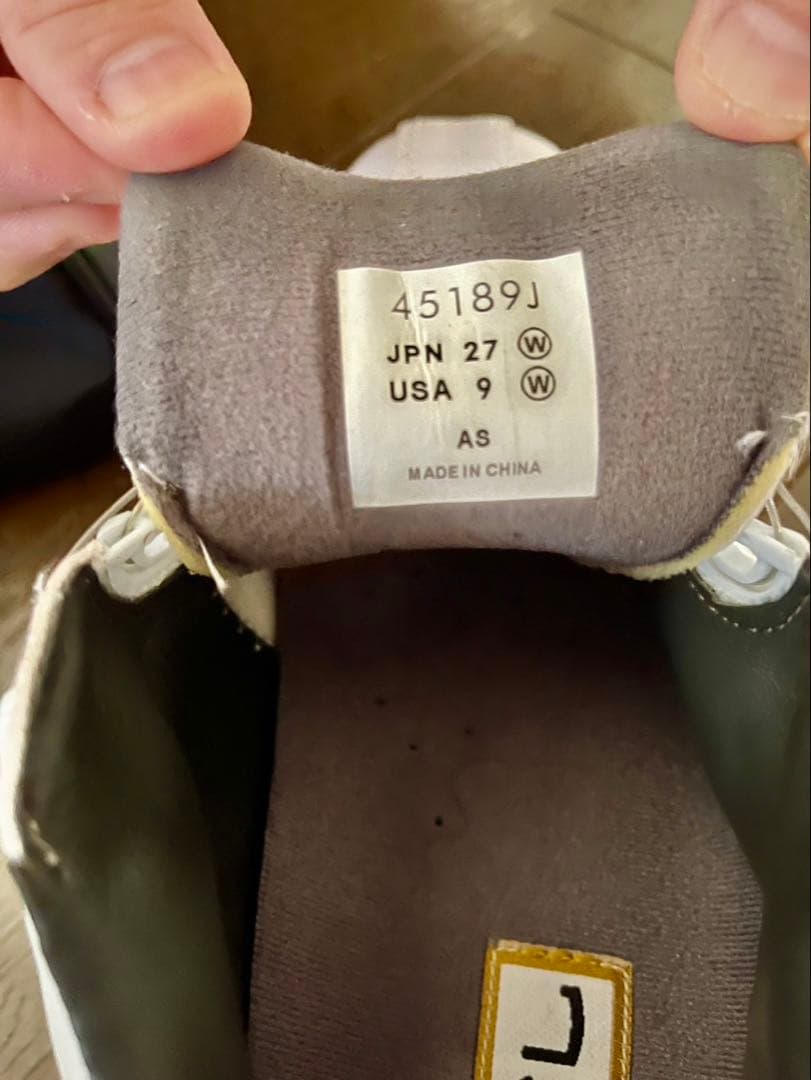 45189J
JPN 27 Ⓦ
USA 9 Ⓦ
AS
MADE IN CHINA